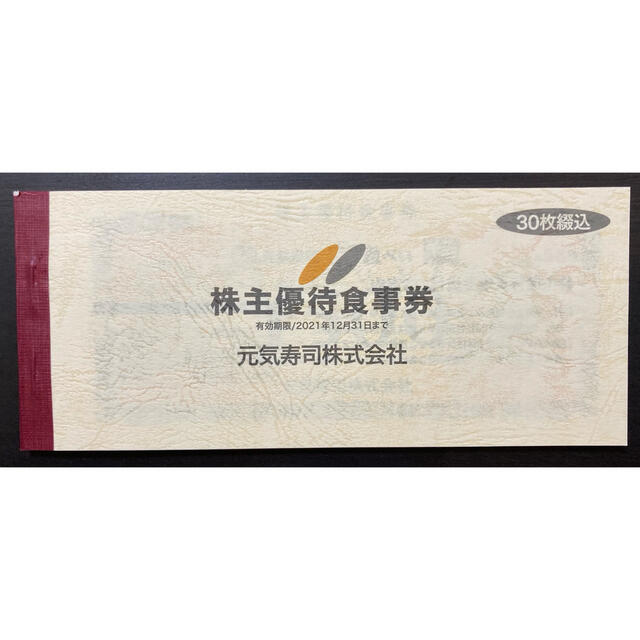 30枚綴込
株主優待食事券
有効期限/2021年12月31日まで
元気寿司株式会社